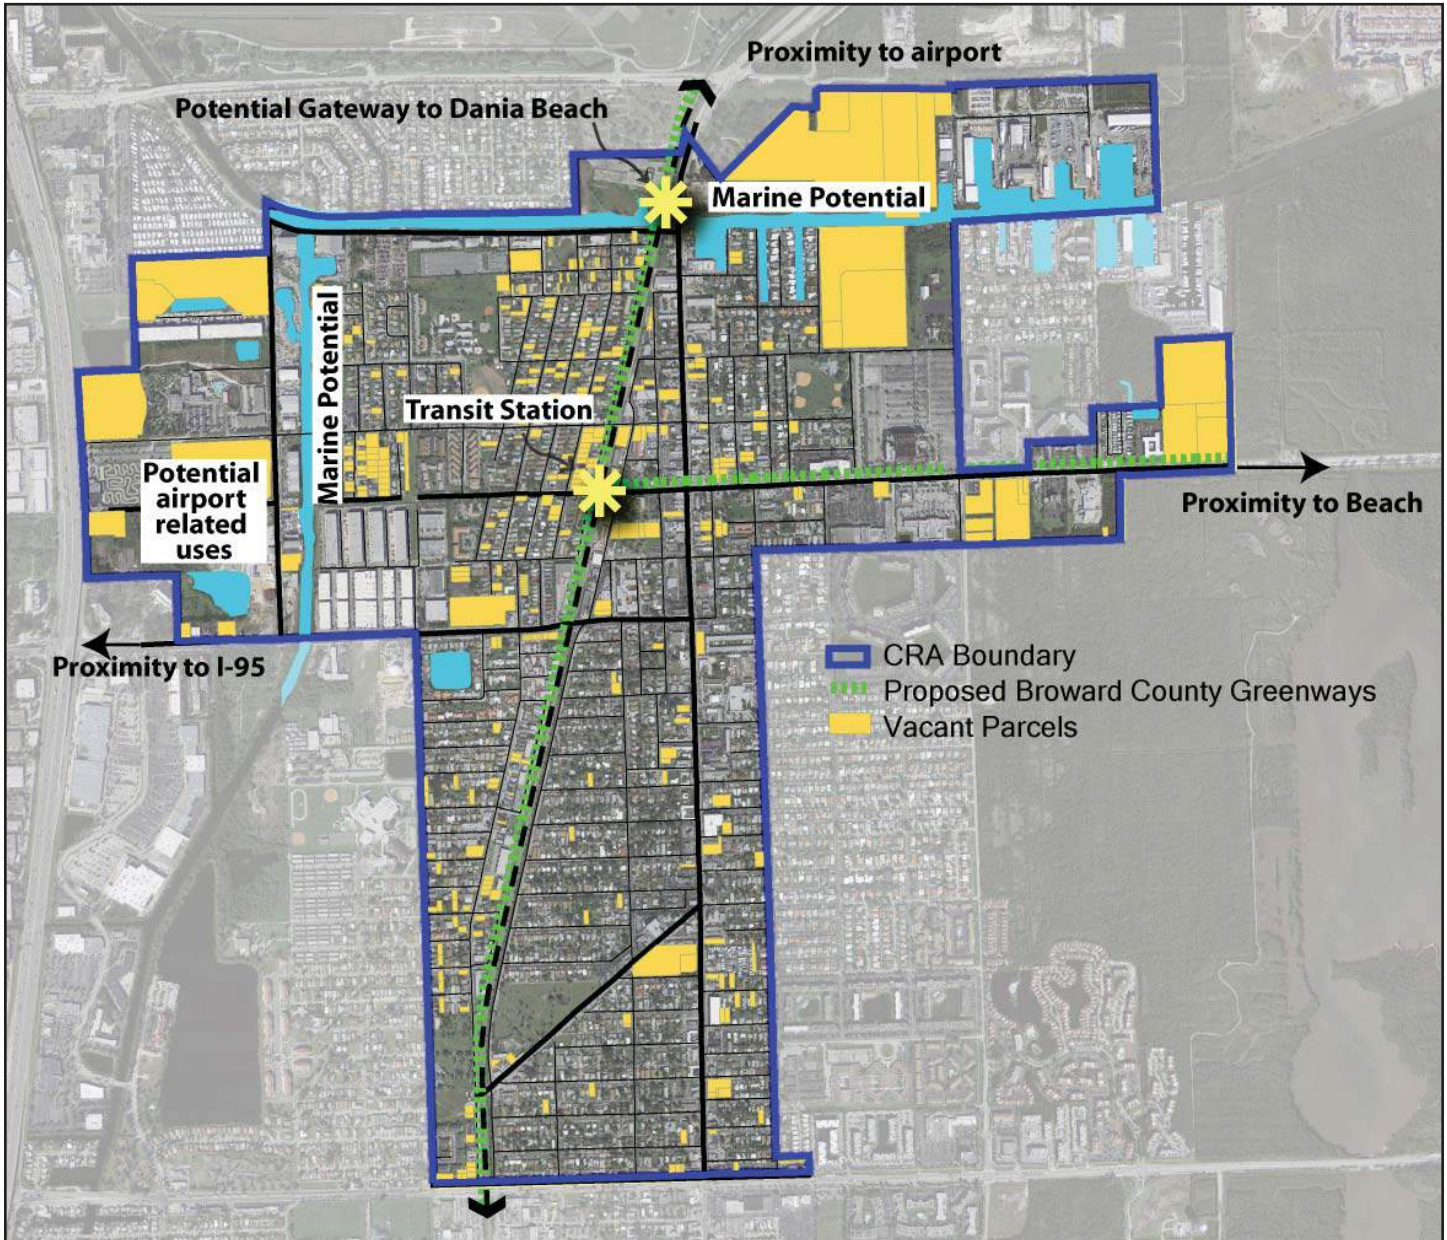 Proximity to airport
Potential Gateway to Dania Beach
Marine Potential
Marine Potential
Transit Station
Potential
airport
related
uses
Proximity to Beach
Proximity to I-95
CRA Boundary
Proposed Broward County Greenways
Vacant Parcels